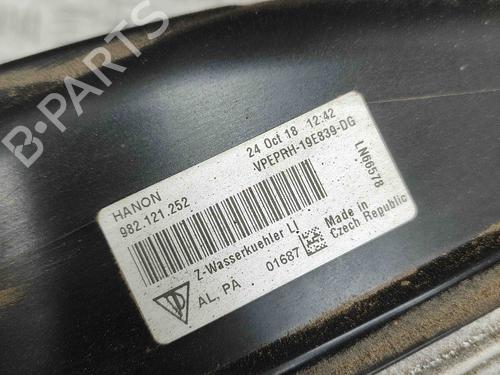 24 Oct 18 12:42
HANON
VPEPRH-19E839-DG
982.121.252
LN66578
Z-Wasserkuehler LI
AL, PA
01687
Made in
Czech Republic
B-PARTS